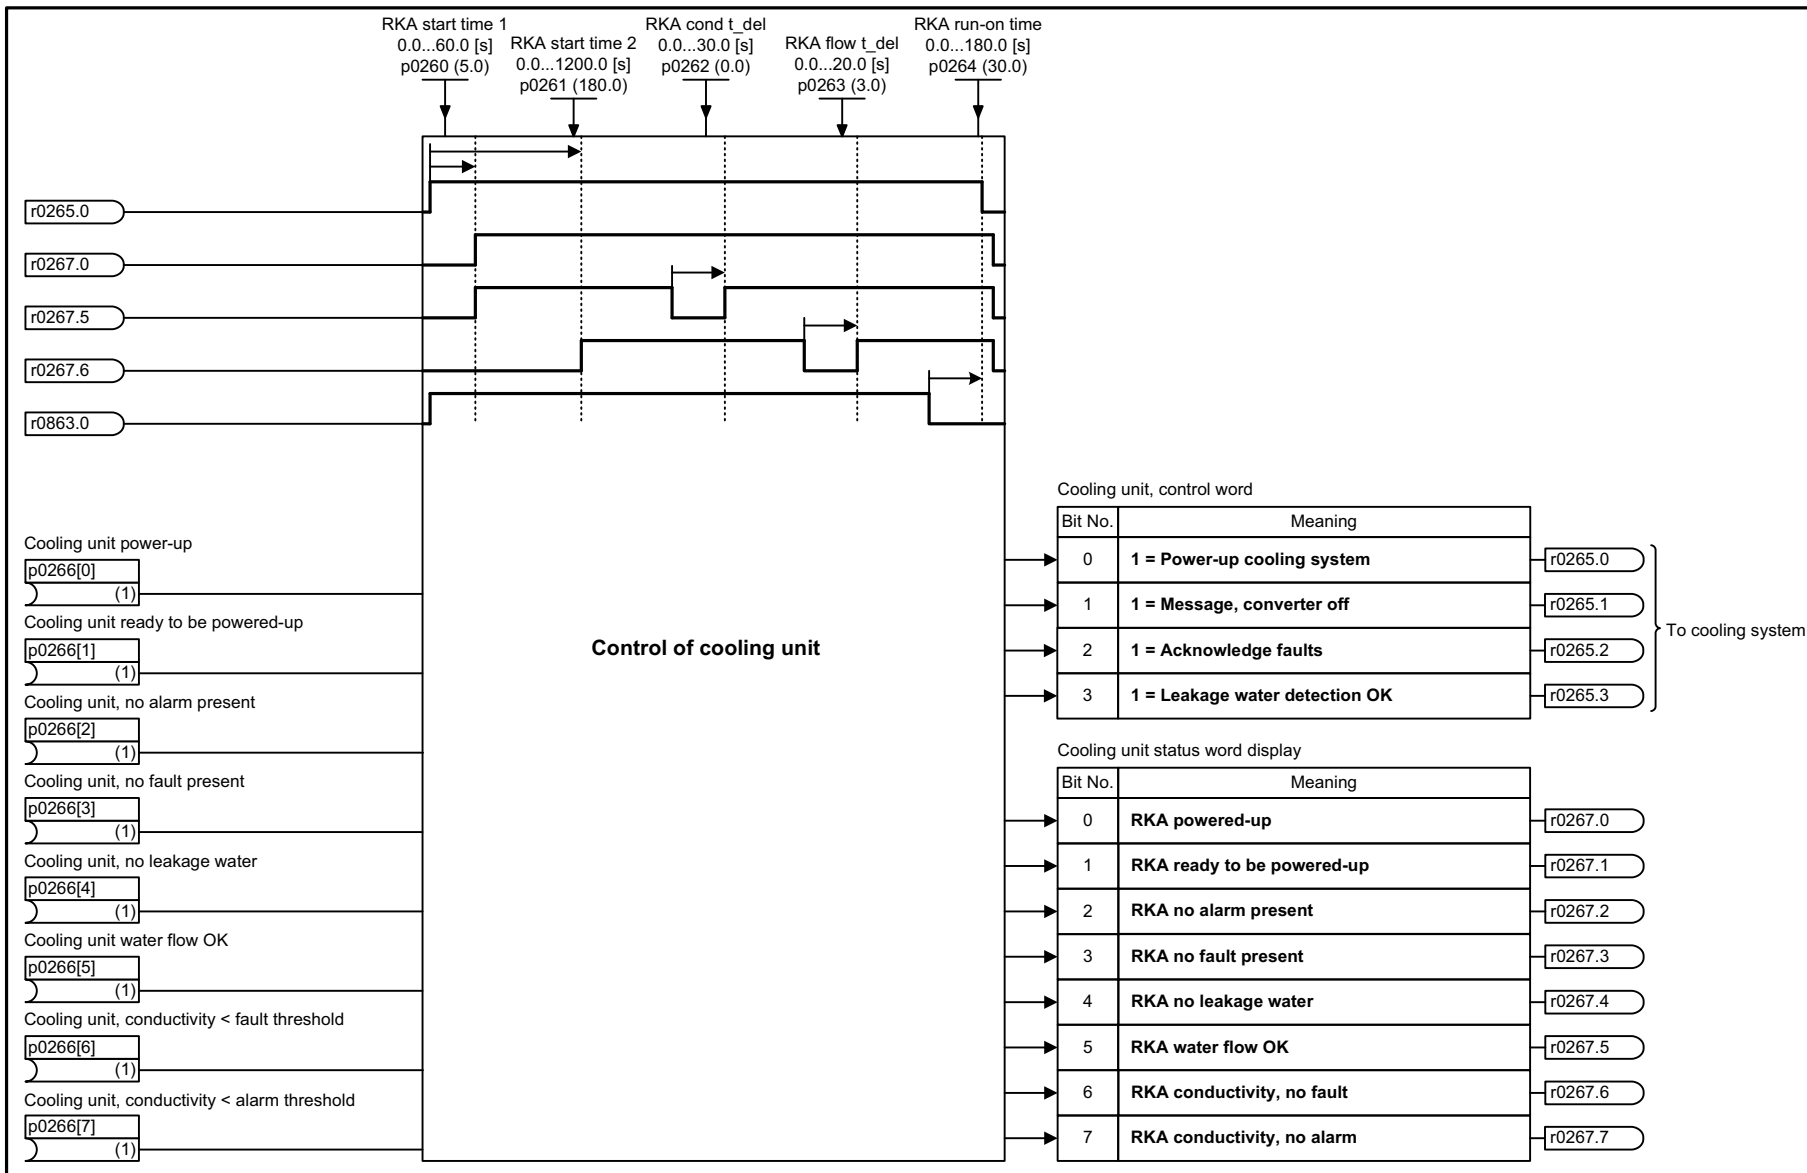 RKA start time 1
0.0...60.0 [s]
p0260 (5.0)
RKA start time 2
0.0...1200.0 [s]
p0261 (180.0)
RKA cond t_del
0.0...30.0 [s]
p0262 (0.0)
RKA flow t_del
0.0...20.0 [s]
p0263 (3.0)
RKA run-on time
0.0...180.0 [s]
p0264 (30.0)
r0265.0
r0267.0
r0267.5
r0267.6
r0863.0
Cooling unit power-up
p0266[0]
(1)
Cooling unit ready to be powered-up
p0266[1]
(1)
Cooling unit, no alarm present
p0266[2]
(1)
Cooling unit, no fault present
p0266[3]
(1)
Cooling unit, no leakage water
p0266[4]
(1)
Cooling unit water flow OK
p0266[5]
(1)
Cooling unit, conductivity < fault threshold
p0266[6]
(1)
Cooling unit, conductivity < alarm threshold
p0266[7]
(1)
Control of cooling unit
Cooling unit, control word
Bit No. Meaning
0 1 = Power-up cooling system r0265.0
1 1 = Message, converter off r0265.1
2 1 = Acknowledge faults r0265.2
3 1 = Leakage water detection OK r0265.3
To cooling system
Cooling unit status word display
Bit No. Meaning
0 RKA powered-up r0267.0
1 RKA ready to be powered-up r0267.1
2 RKA no alarm present r0267.2
3 RKA no fault present r0267.3
4 RKA no leakage water r0267.4
5 RKA water flow OK r0267.5
6 RKA conductivity, no fault r0267.6
7 RKA conductivity, no alarm r0267.7